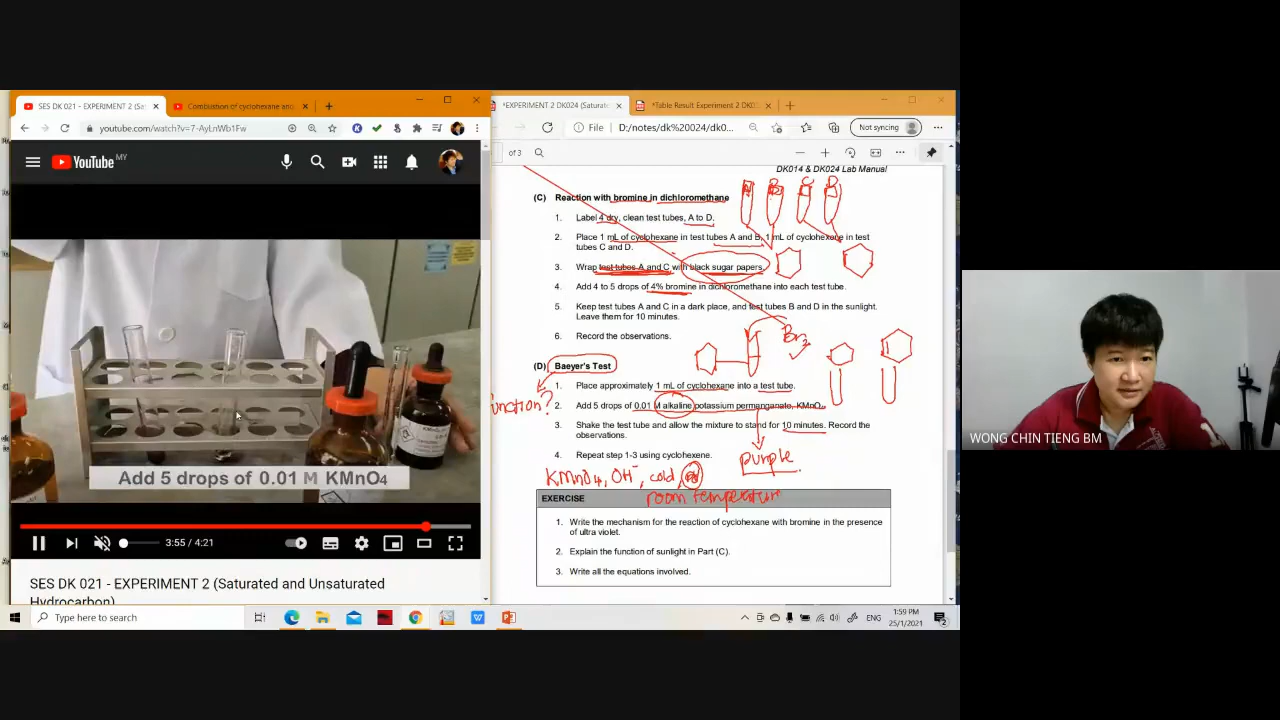 SES DK 021 - EXPERIMENT 2 (Sa
Combustion of cyclohexane and
youtube.com/watch?v=7-AyLnWb1Fw
YouTube MY
Add 5 drops of 0.01 M KMnO₄
3:55 / 4:21
SES DK 021 - EXPERIMENT 2 (Saturated and Unsaturated
Hydrocarbon)
*EXPERIMENT 2 DK024 (Saturate
*Table Result Experiment 2 DK0
File D:/notes/dk%20024/dk0...
Not syncing
of 3
DK014 & DK024 Lab Manual
(C) Reaction with bromine in dichloromethane
1. Label 4 dry, clean test tubes, A to D.
2. Place 1 mL of cyclohexane in test tubes A and B, 1 mL of cyclohexene in test
tubes C and D.
3. Wrap test tubes A and C with black sugar papers.
4. Add 4 to 5 drops of 4% bromine in dichloromethane into each test tube.
5. Keep test tubes A and C in a dark place, and test tubes B and D in the sunlight.
Leave them for 10 minutes.
6. Record the observations.
A B C D
Br₂
(D) Baeyer's Test
1. Place approximately 1 mL of cyclohexane into a test tube.
unction?
2. Add 5 drops of 0.01 M alkaline potassium permanganate, KMnO₄.
3. Shake the test tube and allow the mixture to stand for 10 minutes. Record the
observations.
4. Repeat step 1-3 using cyclohexene.
purple
KMnO₄, OH⁻, cold,
room temperature
EXERCISE
1. Write the mechanism for the reaction of cyclohexane with bromine in the presence
of ultra violet.
2. Explain the function of sunlight in Part (C).
3. Write all the equations involved.
WONG CHIN TIENG BM
Type here to search
ENG
1:59 PM
25/1/2021
2